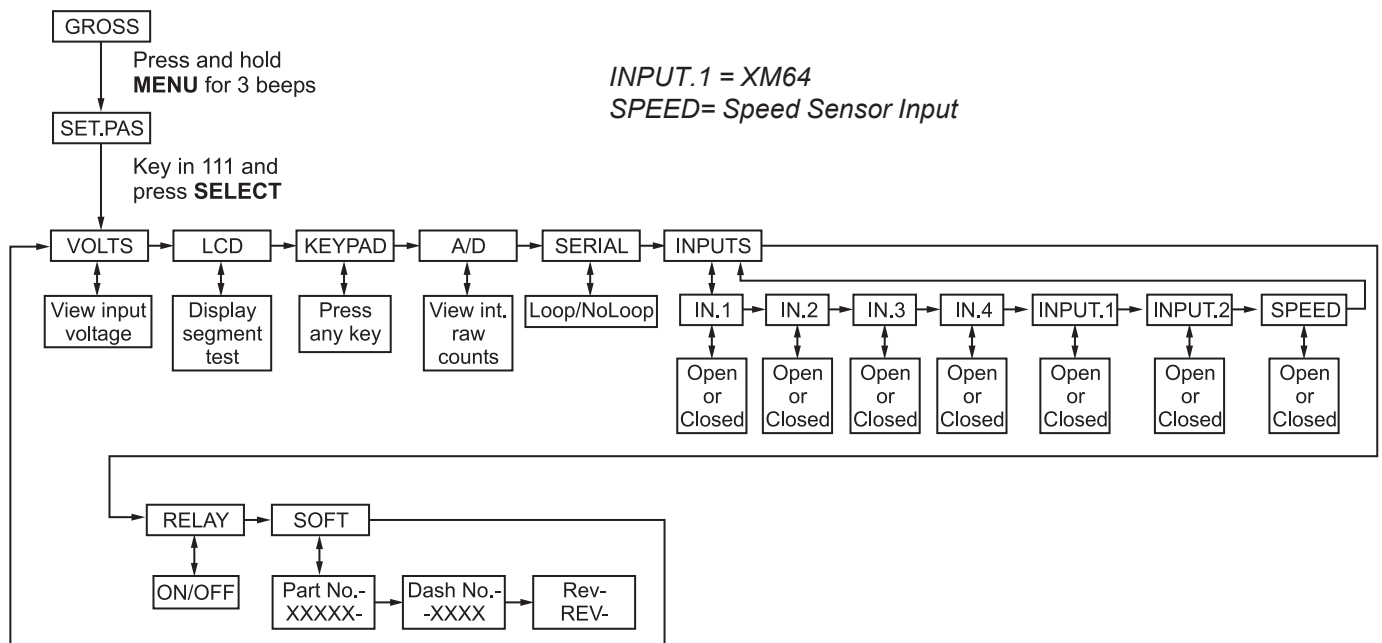 GROSS
Press and hold
MENU for 3 beeps
INPUT.1 = XM64
SPEED= Speed Sensor Input
SET.PAS
Key in 111 and
press SELECT
VOLTS
LCD
KEYPAD
A/D
SERIAL
INPUTS
View input
voltage
Display
segment
test
Press
any key
View int.
raw
counts
Loop/NoLoop
IN.1
IN.2
IN.3
IN.4
INPUT.1
INPUT.2
SPEED
Open
or
Closed
Open
or
Closed
Open
or
Closed
Open
or
Closed
Open
or
Closed
Open
or
Closed
Open
or
Closed
RELAY
SOFT
ON/OFF
Part No.-
XXXXX-
Dash No.-
-XXXX
Rev-
REV-